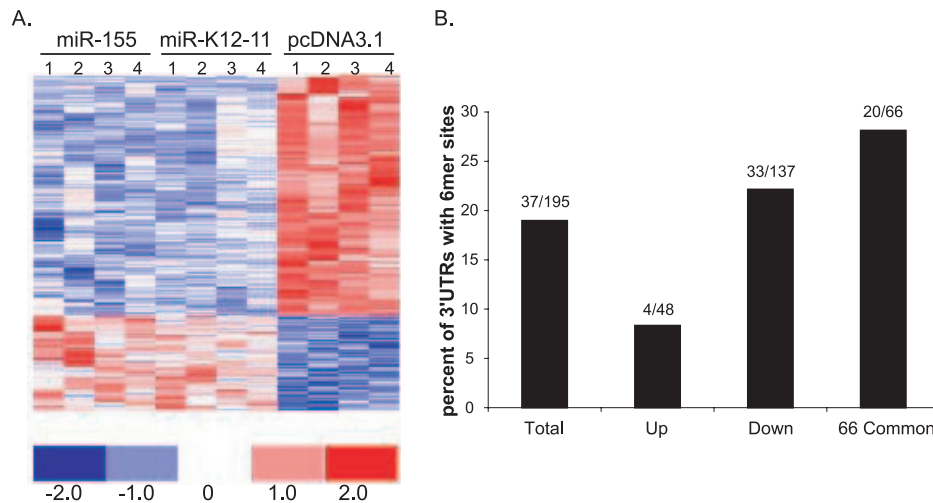 A.
miR-155 miR-K12-11 pcDNA3.1
1 2 3 4 1 2 3 4 1 2 3 4
-2.0 -1.0 0 1.0 2.0
B.
percent of 3'UTRs with 6mer sites
30
25
20
15
10
5
0
37/195
4/48
33/137
20/66
Total Up Down 66 Common